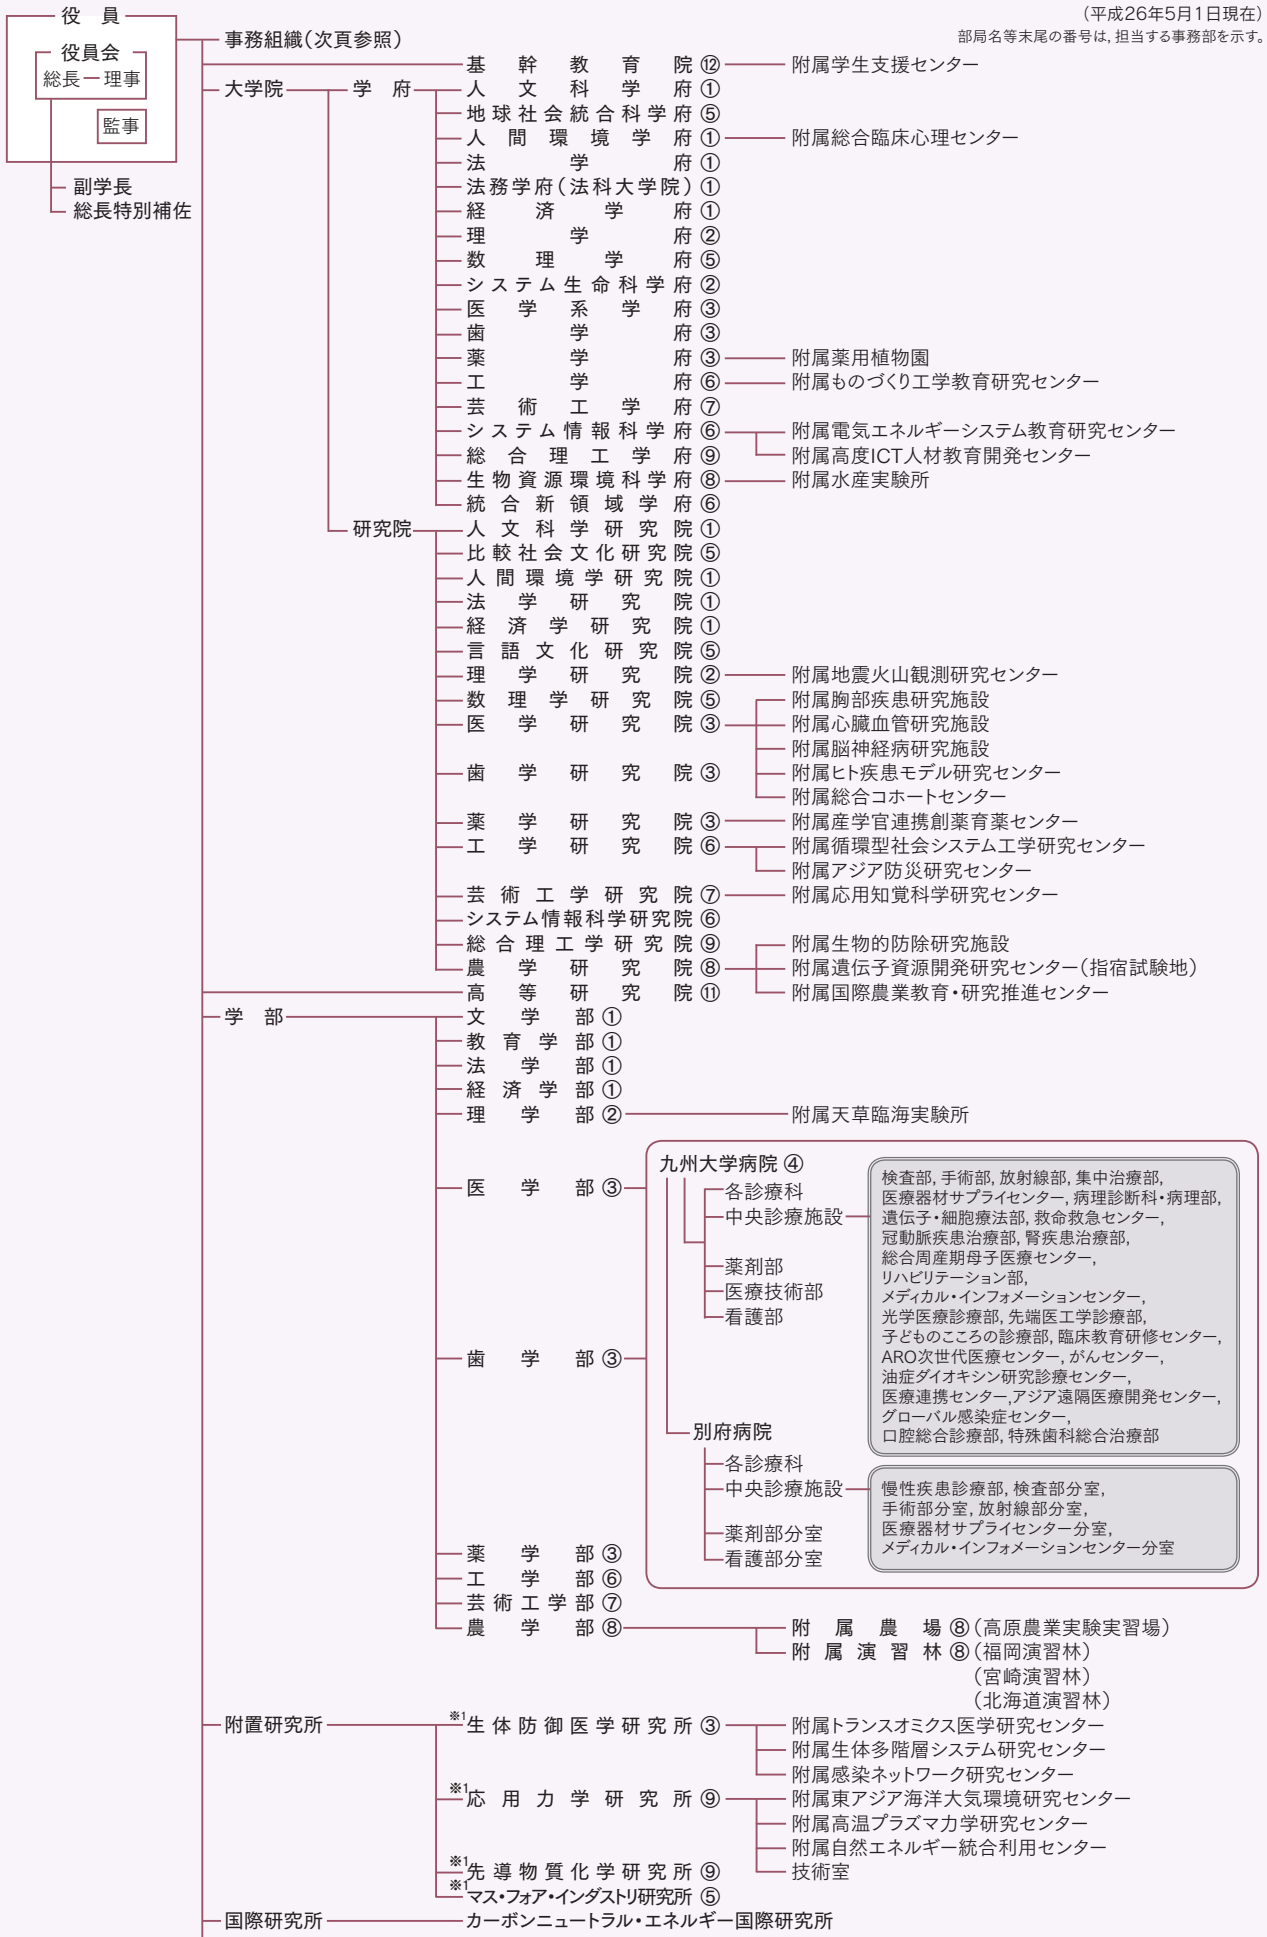 (平成26年5月1日現在)
部局名等末尾の番号は,担当する事務部を示す。
役 員
役員会
総長 理事
監事
副学長
総長特別補佐
事務組織(次頁参照)
基幹教育院⑫ 附属学生支援センター
大学院 学 府 人文科学府①
地球社会統合科学府⑤
人間環境学府① 附属総合臨床心理センター
法学府①
法務学府(法科大学院)①
経済学府①
理学府②
数理学府⑤
システム生命科学府②
医学系学府③
歯学府③
薬学府③ 附属薬用植物園
工学府⑥ 附属ものづくり工学教育研究センター
芸術工学府⑦
システム情報科学府⑥ 附属電気エネルギーシステム教育研究センター
総合理工学府⑨ 附属高度ICT人材教育開発センター
生物資源環境科学府⑧ 附属水産実験所
統合新領域学府⑥
研究院 人文科学研究院①
比較社会文化研究院⑤
人間環境学研究院①
法学研究院①
経済学研究院①
言語文化研究院⑤
理学研究院② 附属地震火山観測研究センター
数理学研究院⑤ 附属胸部疾患研究施設
医学研究院③ 附属心臓血管研究施設
附属脳神経病研究施設
歯学研究院③ 附属ヒト疾患モデル研究センター
附属総合コホートセンター
薬学研究院③ 附属産学官連携創薬育薬センター
工学研究院⑥ 附属循環型社会システム工学研究センター
附属アジア防災研究センター
芸術工学研究院⑦ 附属応用知覚科学研究センター
システム情報科学研究院⑥
総合理工学研究院⑨ 附属生物的防除研究施設
農学研究院⑧ 附属遺伝子資源開発研究センター(指宿試験地)
高等研究院⑪ 附属国際農業教育・研究推進センター
学 部 文学部①
教育学部①
法学部①
経済学部①
理学部② 附属天草臨海実験所
医学部③
九州大学病院④
各診療科
中央診療施設
薬剤部
医療技術部
看護部
検査部, 手術部, 放射線部, 集中治療部,
医療器材サプライセンター, 病理診断科・病理部,
遺伝子・細胞療法部, 救命救急センター,
冠動脈疾患治療部, 腎疾患治療部,
総合周産期母子医療センター,
リハビリテーション部,
メディカル・インフォメーションセンター,
光学医療診療部, 先端医工学診療部,
子どものこころの診療部, 臨床教育研修センター,
ARO次世代医療センター, がんセンター,
油症ダイオキシン研究診療センター,
医療連携センター,アジア遠隔医療開発センター,
グローバル感染症センター,
口腔総合診療部, 特殊歯科総合治療部
歯学部③
別府病院
各診療科
中央診療施設
薬剤部分室
看護部分室
慢性疾患診療部, 検査部分室,
手術部分室, 放射線部分室,
医療器材サプライセンター分室,
メディカル・インフォメーションセンター分室
薬学部③
工学部⑥
芸術工学部⑦
農学部⑧ 附属農場⑧(高原農業実験実習場)
附属演習林⑧(福岡演習林)
(宮崎演習林)
(北海道演習林)
附置研究所 ※1生体防御医学研究所③ 附属トランスオミクス医学研究センター
附属生体多階層システム研究センター
附属感染ネットワーク研究センター
※1応用力学研究所⑨ 附属東アジア海洋大気環境研究センター
附属高温プラズマ力学研究センター
附属自然エネルギー統合利用センター
※1先導物質化学研究所⑨ 技術室
※1マス・フォア・インダストリ研究所⑤
国際研究所 カーボンニュートラル・エネルギー国際研究所